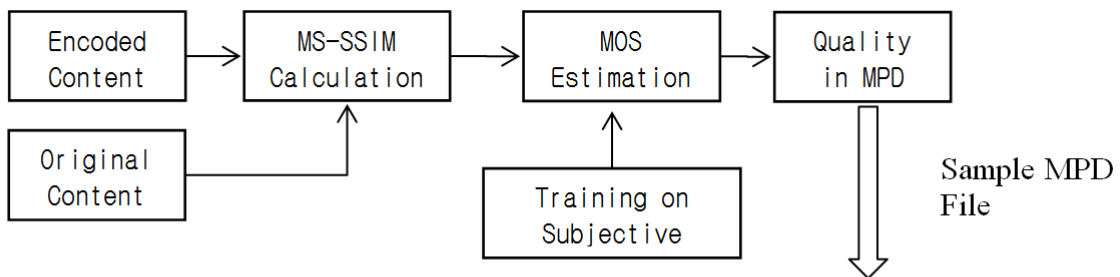 Encoded
Content
MS-SSIM
Calculation
MOS
Estimation
Quality
in MPD
Original
Content
Training on
Subjective
Sample MPD
File